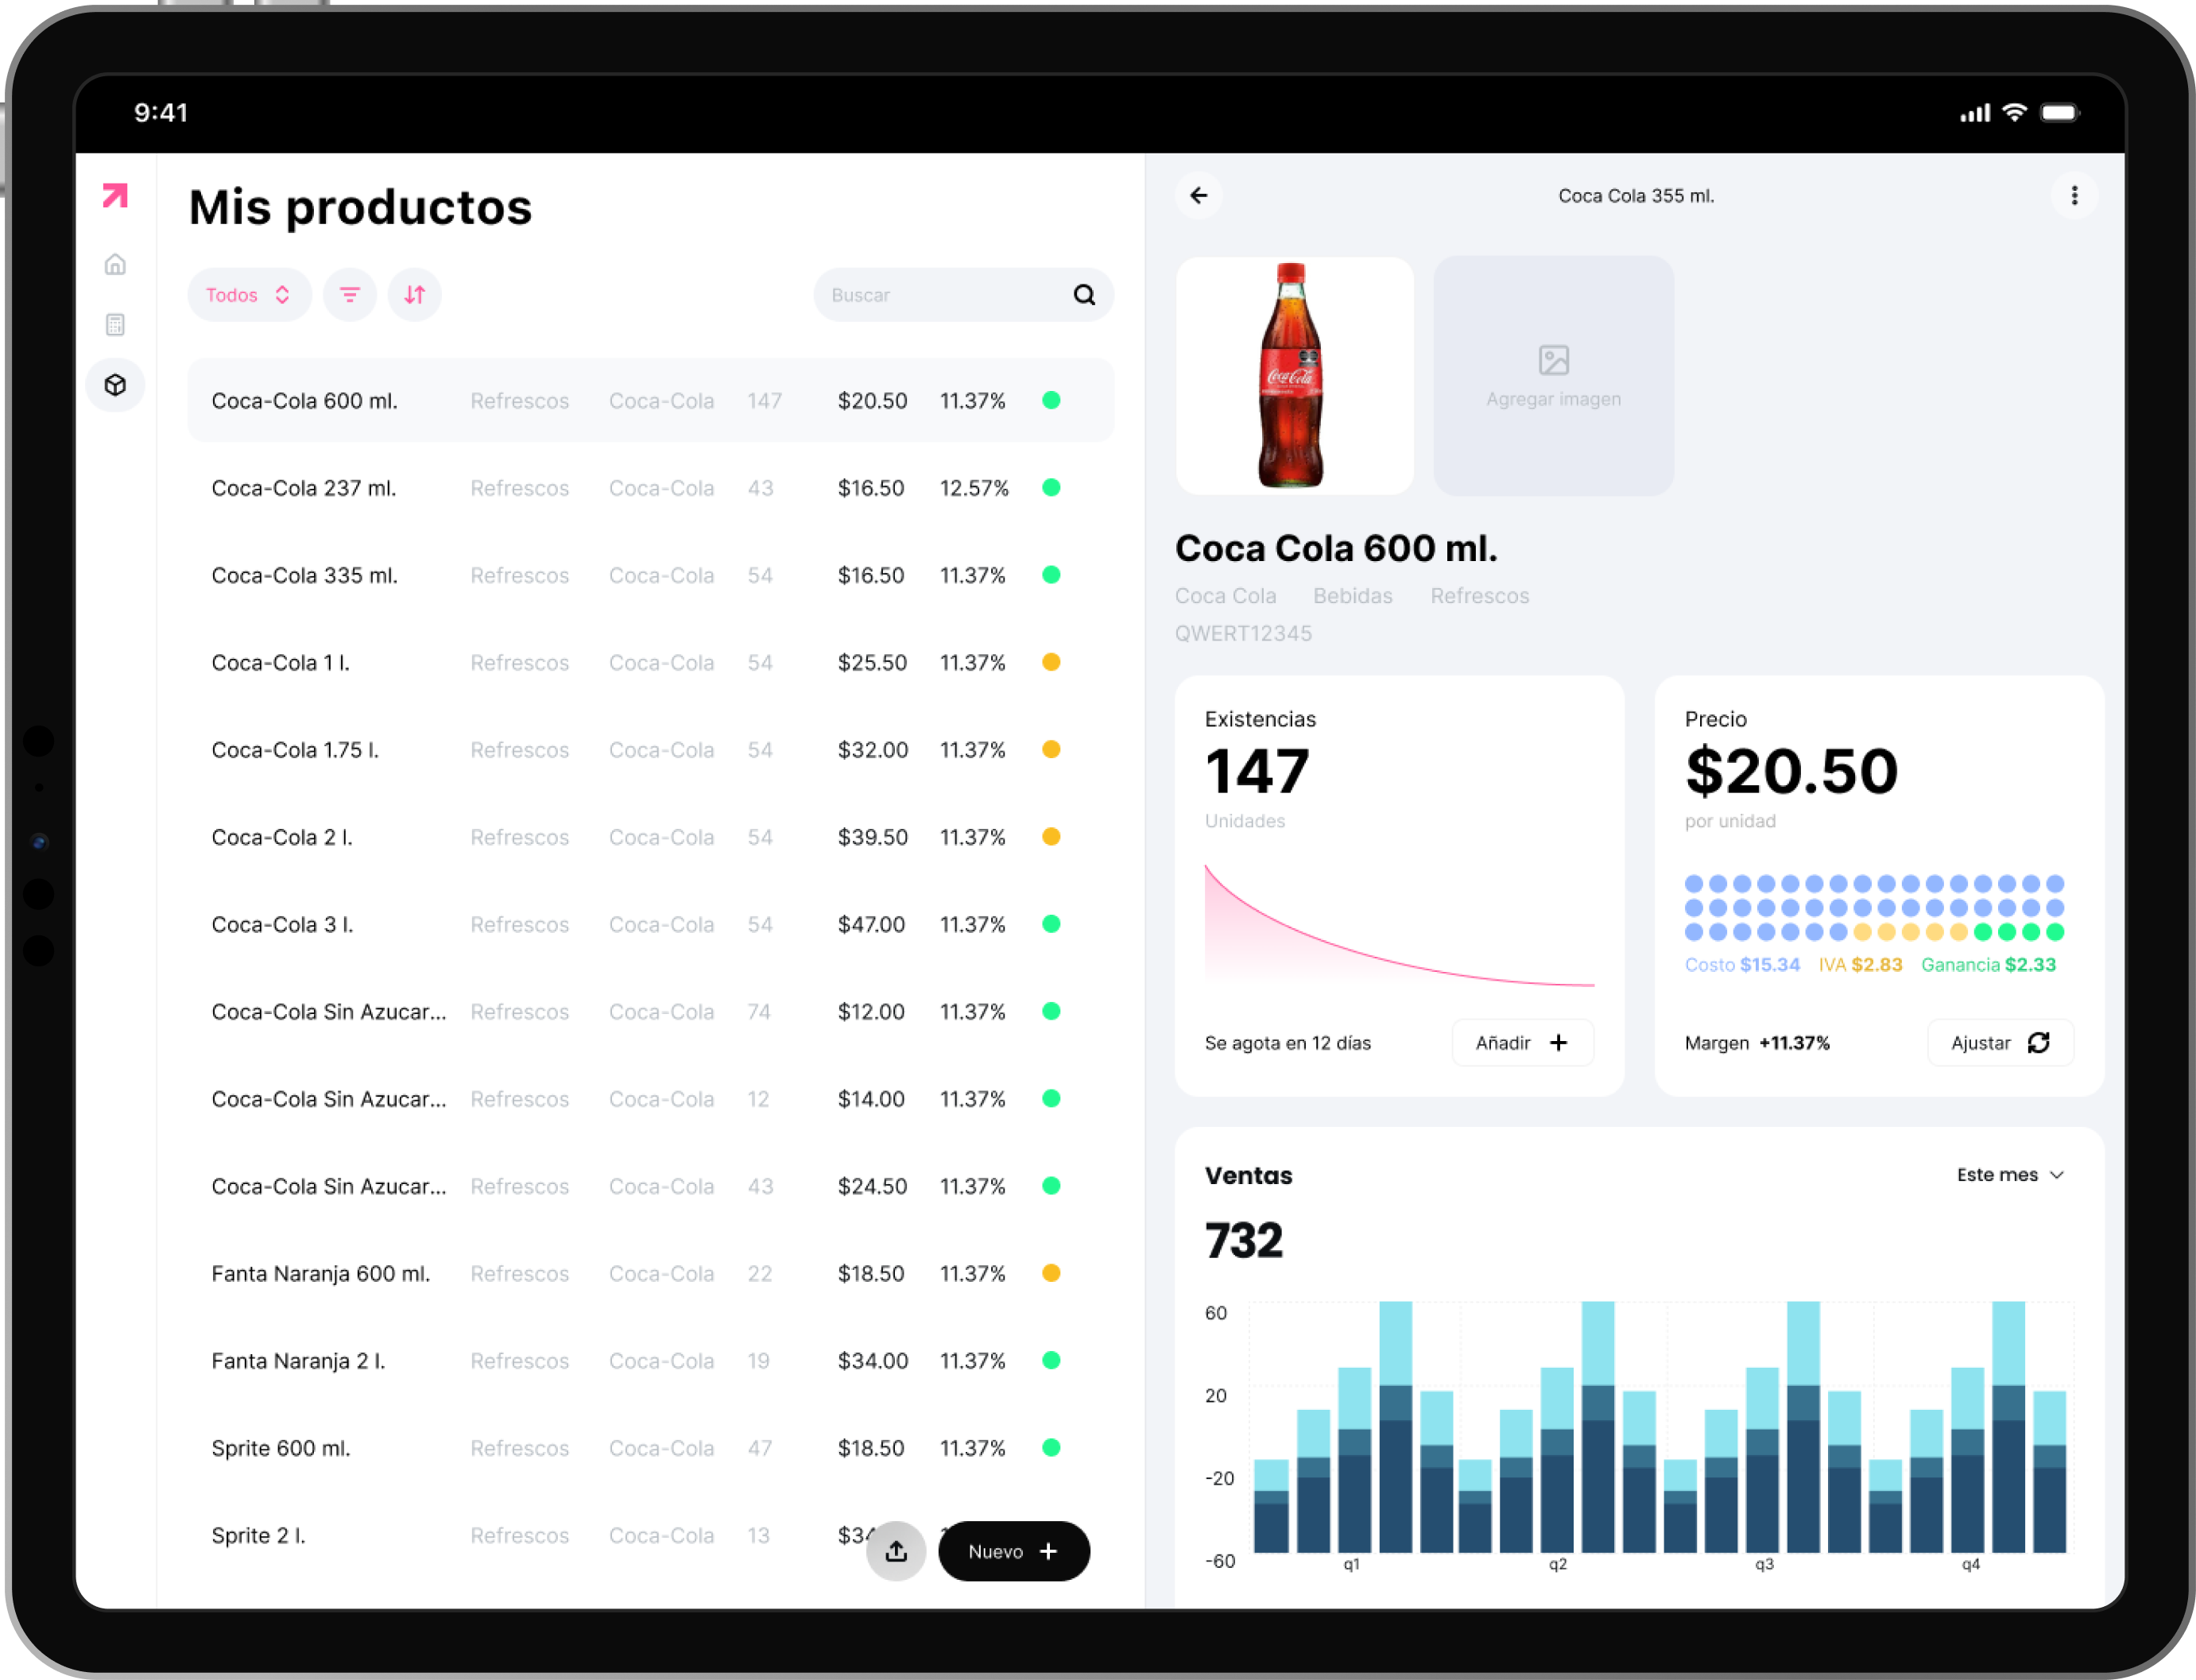 9:41
Mis productos
Todos
Buscar
Coca-Cola 600 ml. Refrescos Coca-Cola 147 $20.50 11.37%
Coca-Cola 237 ml. Refrescos Coca-Cola 43 $16.50 12.57%
Coca-Cola 335 ml. Refrescos Coca-Cola 54 $16.50 11.37%
Coca-Cola 1 l. Refrescos Coca-Cola 54 $25.50 11.37%
Coca-Cola 1.75 l. Refrescos Coca-Cola 54 $32.00 11.37%
Coca-Cola 2 l. Refrescos Coca-Cola 54 $39.50 11.37%
Coca-Cola 3 l. Refrescos Coca-Cola 54 $47.00 11.37%
Coca-Cola Sin Azucar... Refrescos Coca-Cola 74 $12.00 11.37%
Coca-Cola Sin Azucar... Refrescos Coca-Cola 12 $14.00 11.37%
Coca-Cola Sin Azucar... Refrescos Coca-Cola 43 $24.50 11.37%
Fanta Naranja 600 ml. Refrescos Coca-Cola 22 $18.50 11.37%
Fanta Naranja 2 l. Refrescos Coca-Cola 19 $34.00 11.37%
Sprite 600 ml. Refrescos Coca-Cola 47 $18.50 11.37%
Sprite 2 l. Refrescos Coca-Cola 13 $34
Nuevo
Coca Cola 355 ml.
Coca-Cola
Agregar imagen
Coca Cola 600 ml.
Coca Cola Bebidas Refrescos
QWERT12345
Existencias
147
Unidades
Se agota en 12 días
Añadir
Precio
$20.50
por unidad
Costo $15.34 IVA $2.83 Ganancia $2.33
Margen +11.37%
Ajustar
Ventas
Este mes
732
60
20
-20
-60
q1 q2 q3 q4